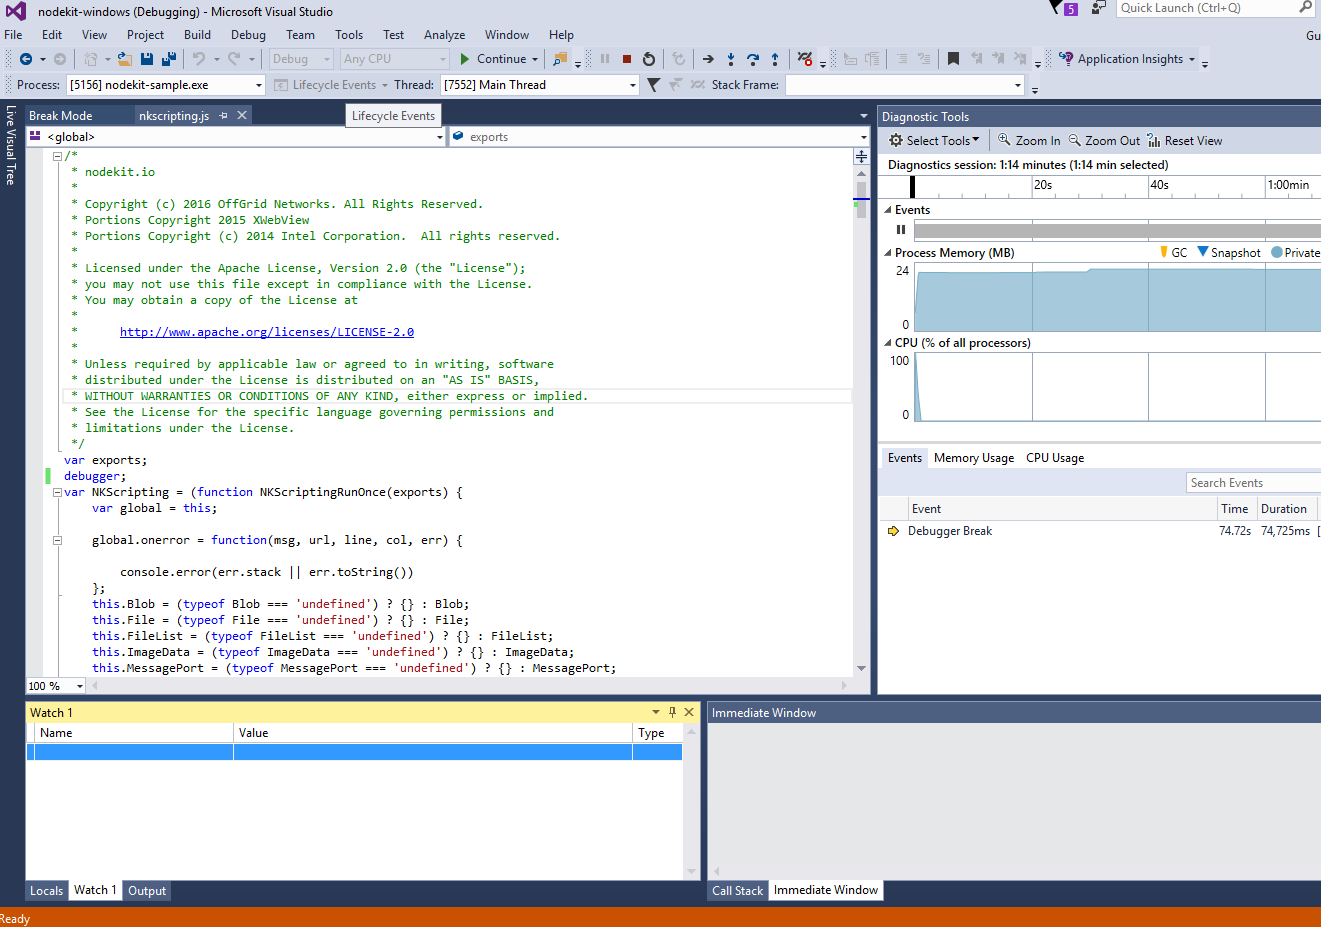 nodekit-windows (Debugging) - Microsoft Visual Studio
5
Quick Launch (Ctrl+Q)
File Edit View Project Build Debug Team Tools Test Analyze Window Help
Gu
Debug Any CPU Continue Application Insights
Process: [5156] nodekit-sample.exe Lifecycle Events Thread: [7552] Main Thread Stack Frame:
Live Visual Tree
Break Mode nkscripting.js
Lifecycle Events
<global> exports
/*
* nodekit.io
*
* Copyright (c) 2016 OffGrid Networks. All Rights Reserved.
* Portions Copyright 2015 XWebView
* Portions Copyright (c) 2014 Intel Corporation.  All rights reserved.
*
* Licensed under the Apache License, Version 2.0 (the "License");
* you may not use this file except in compliance with the License.
* You may obtain a copy of the License at
*
*      http://www.apache.org/licenses/LICENSE-2.0
*
* Unless required by applicable law or agreed to in writing, software
* distributed under the License is distributed on an "AS IS" BASIS,
* WITHOUT WARRANTIES OR CONDITIONS OF ANY KIND, either express or implied.
* See the License for the specific language governing permissions and
* limitations under the License.
*/
var exports;
debugger;
var NKScripting = (function NKScriptingRunOnce(exports) {
var global = this;
global.onerror = function(msg, url, line, col, err) {
console.error(err.stack || err.toString())
};
this.Blob = (typeof Blob === 'undefined') ? {} : Blob;
this.File = (typeof File === 'undefined') ? {} : File;
this.FileList = (typeof FileList === 'undefined') ? {} : FileList;
this.ImageData = (typeof ImageData === 'undefined') ? {} : ImageData;
this.MessagePort = (typeof MessagePort === 'undefined') ? {} : MessagePort;
100 %
Diagnostic Tools
Select Tools Zoom In Zoom Out Reset View
Diagnostics session: 1:14 minutes (1:14 min selected)
20s 40s 1:00min
Events
Process Memory (MB) GC Snapshot Private
24
0
CPU (% of all processors)
100
0
Events Memory Usage CPU Usage
Search Events
Event Time Duration
Debugger Break 74.72s 74,725ms [
Watch 1
Name Value Type
Locals Watch 1 Output
Immediate Window
Call Stack Immediate Window
Ready